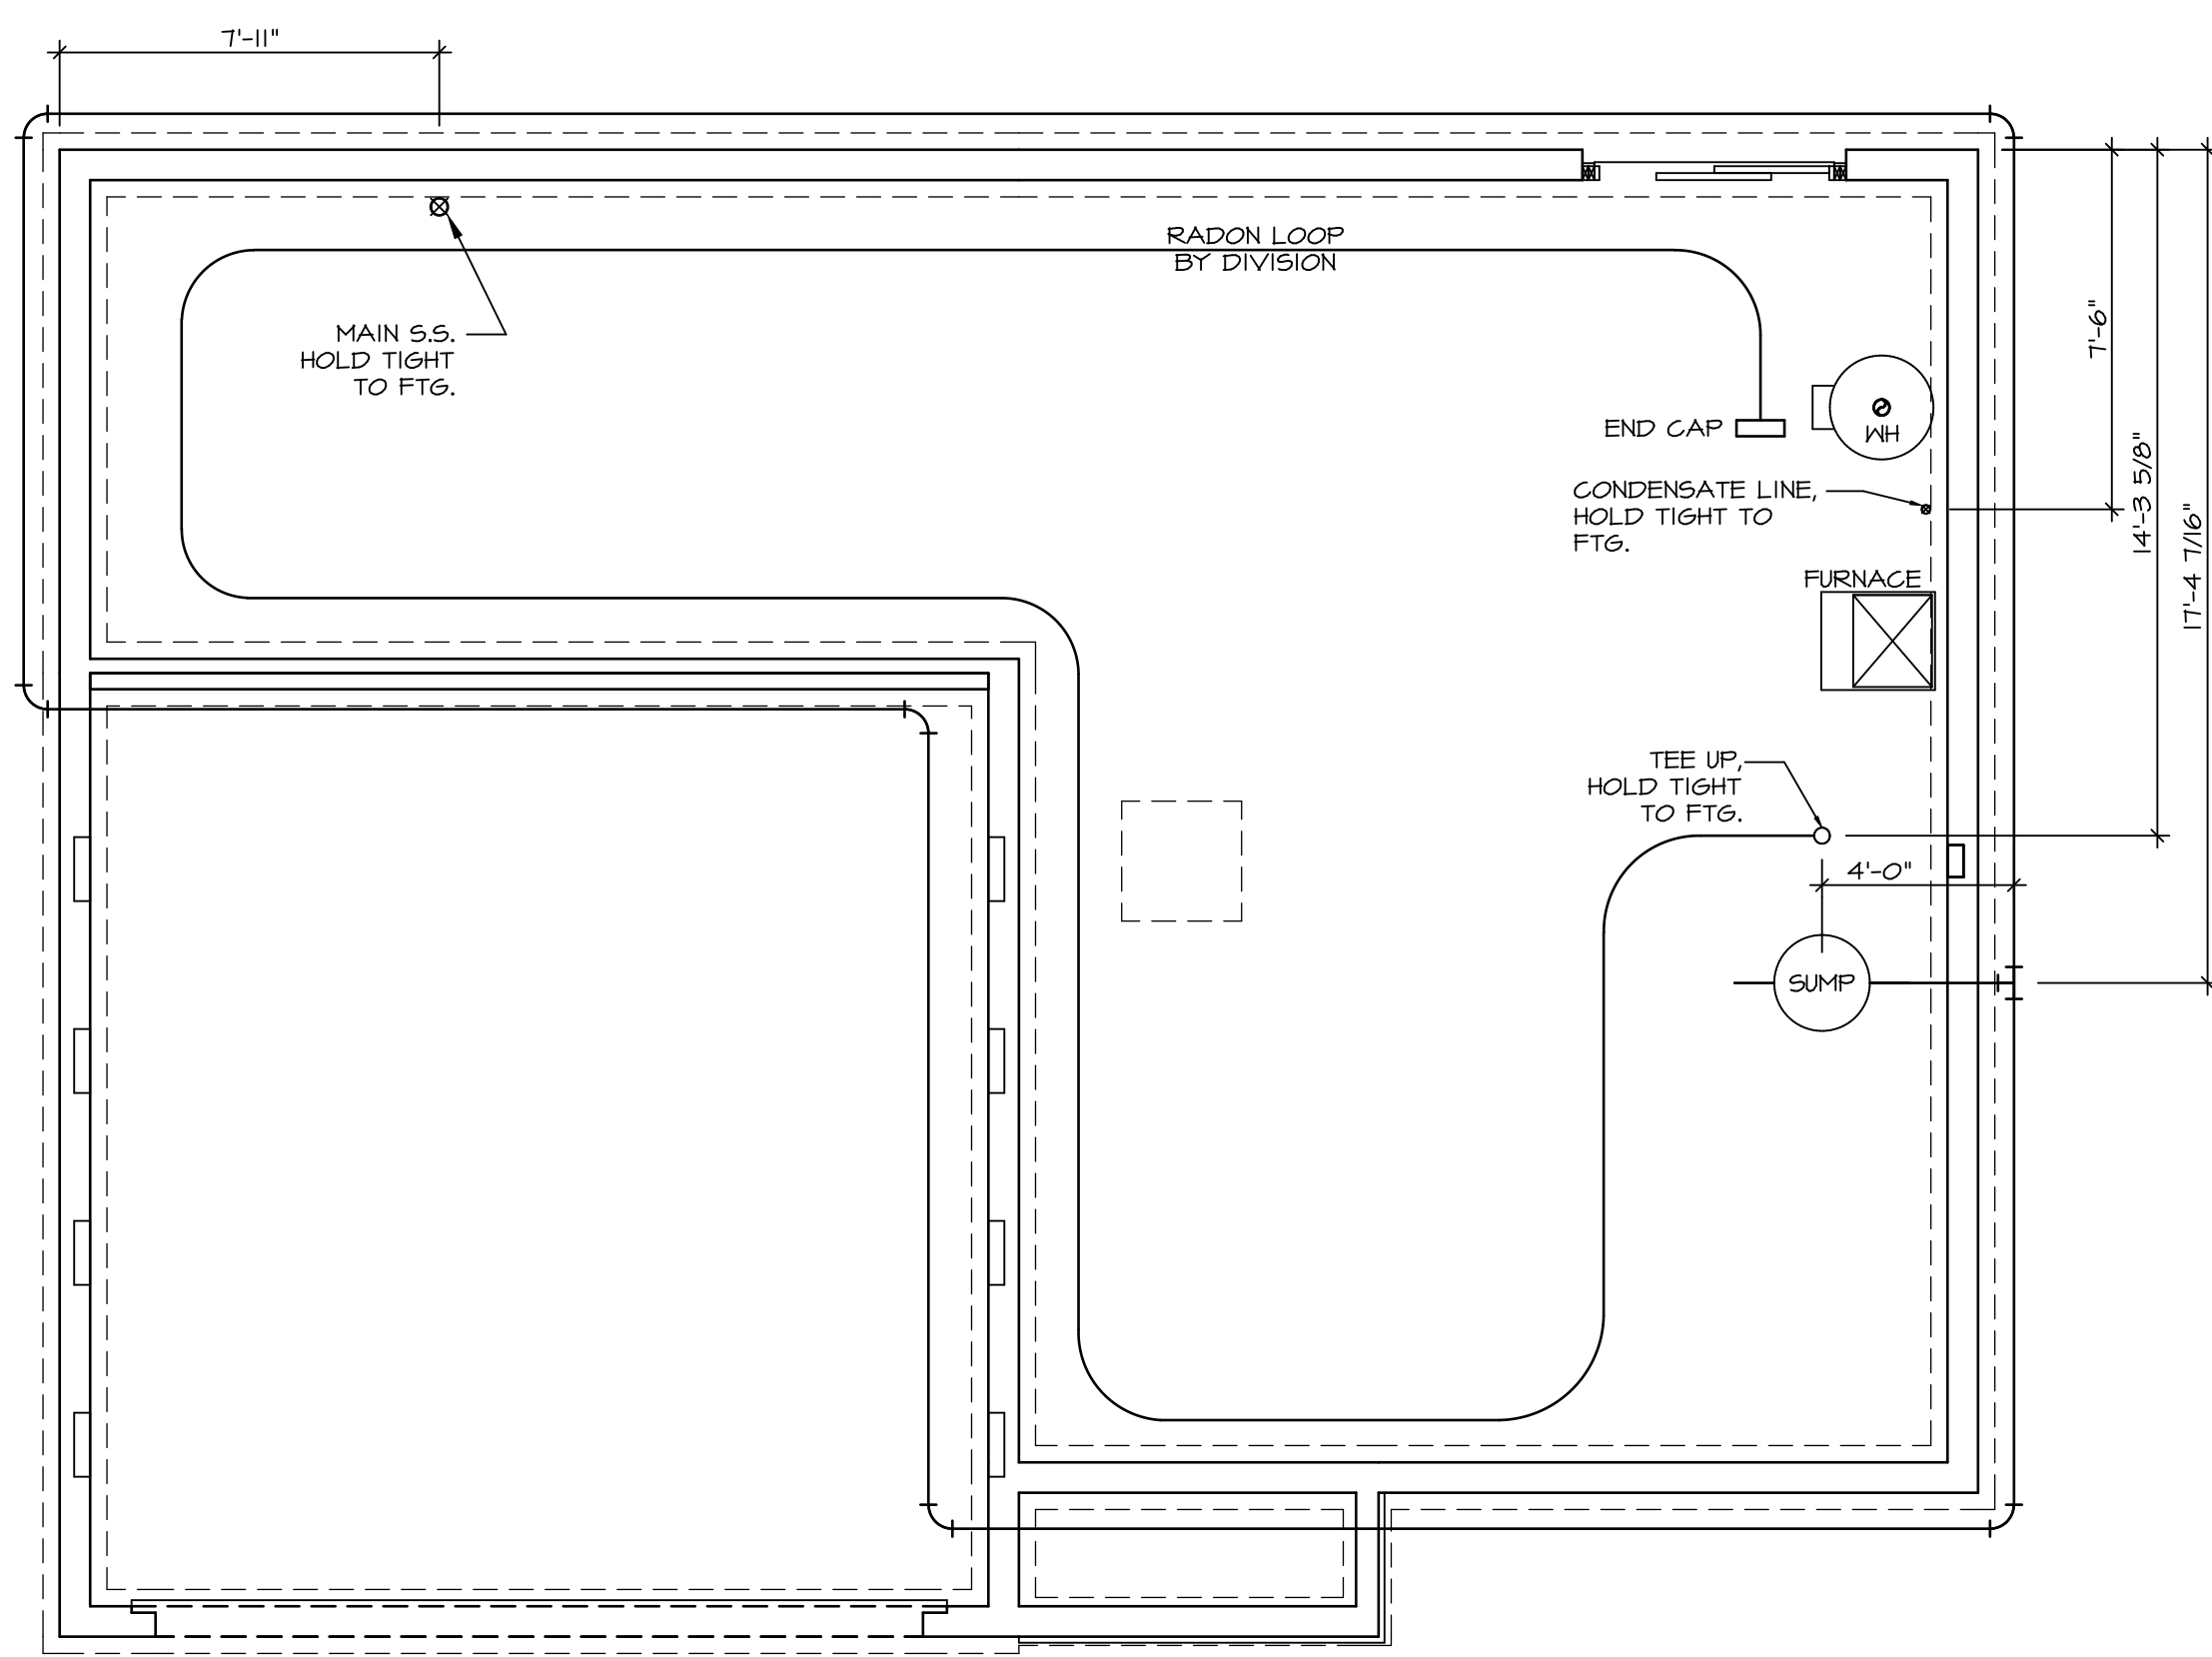 7'-11"
RADON LOOP
BY DIVISION
MAIN S.S.
HOLD TIGHT
TO FTG.
7'-6"
END CAP
WH
14'-3 5/8"
CONDENSATE LINE,
HOLD TIGHT TO
FTG.
17'-4 7/16"
FURNACE
TEE UP,
HOLD TIGHT
TO FTG.
4'-0"
SUMP